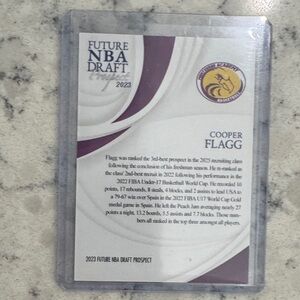 FUTURE
NBA
DRAFT
Prospect
2023
ACADEMY
COOPER
FLAGG
Flagg was ranked the 3rd-best prospect in the 2025 recruiting class
following the conclusion of his freshman season. He re-ranked as
the class' 2nd-best recruit in 2022 following his performance in the
2022 FIBA Under-17 Basketball World Cup. He recorded 10
points, 17 rebounds, 8 steals, 4 blocks, and 2 assists to lead USA to
a 79-67 win over Spain in the 2022 FIBA U17 World Cup Gold
medal game in Spain. He left the Peach Jam averaging nearly 27
points a night, 13.2 boards, 5.5 assists and 7.7 blocks. Those num-
bers all ranked in the top three amongst all players.
2023 FUTURE NBA DRAFT PROSPECT